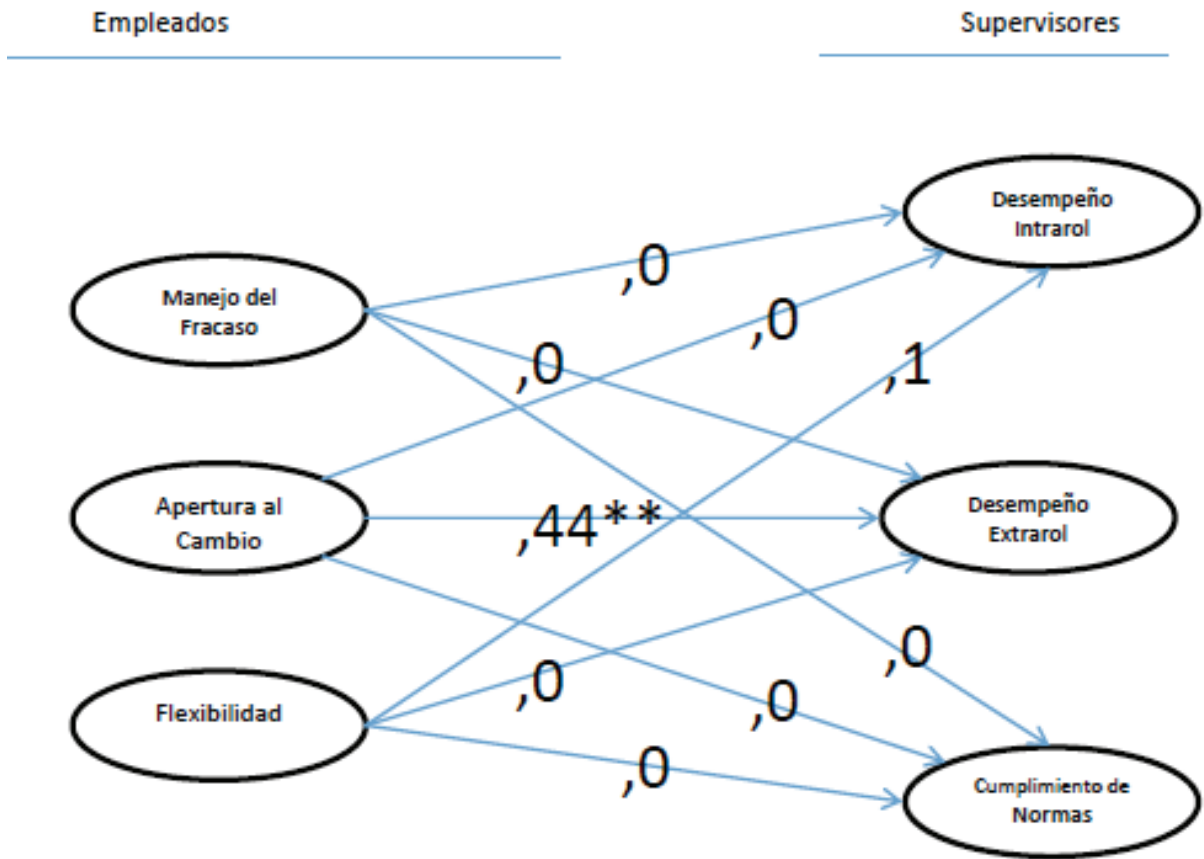 Empleados
Supervisores
Desempeño
Intrarol
,0
Manejo del
Fracaso
,0
,0
,1
Apertura al
Cambio
,44**
Desempeño
Extrarol
,0
,0
,0
Flexibilidad
,0
Cumplimiento de
Normas